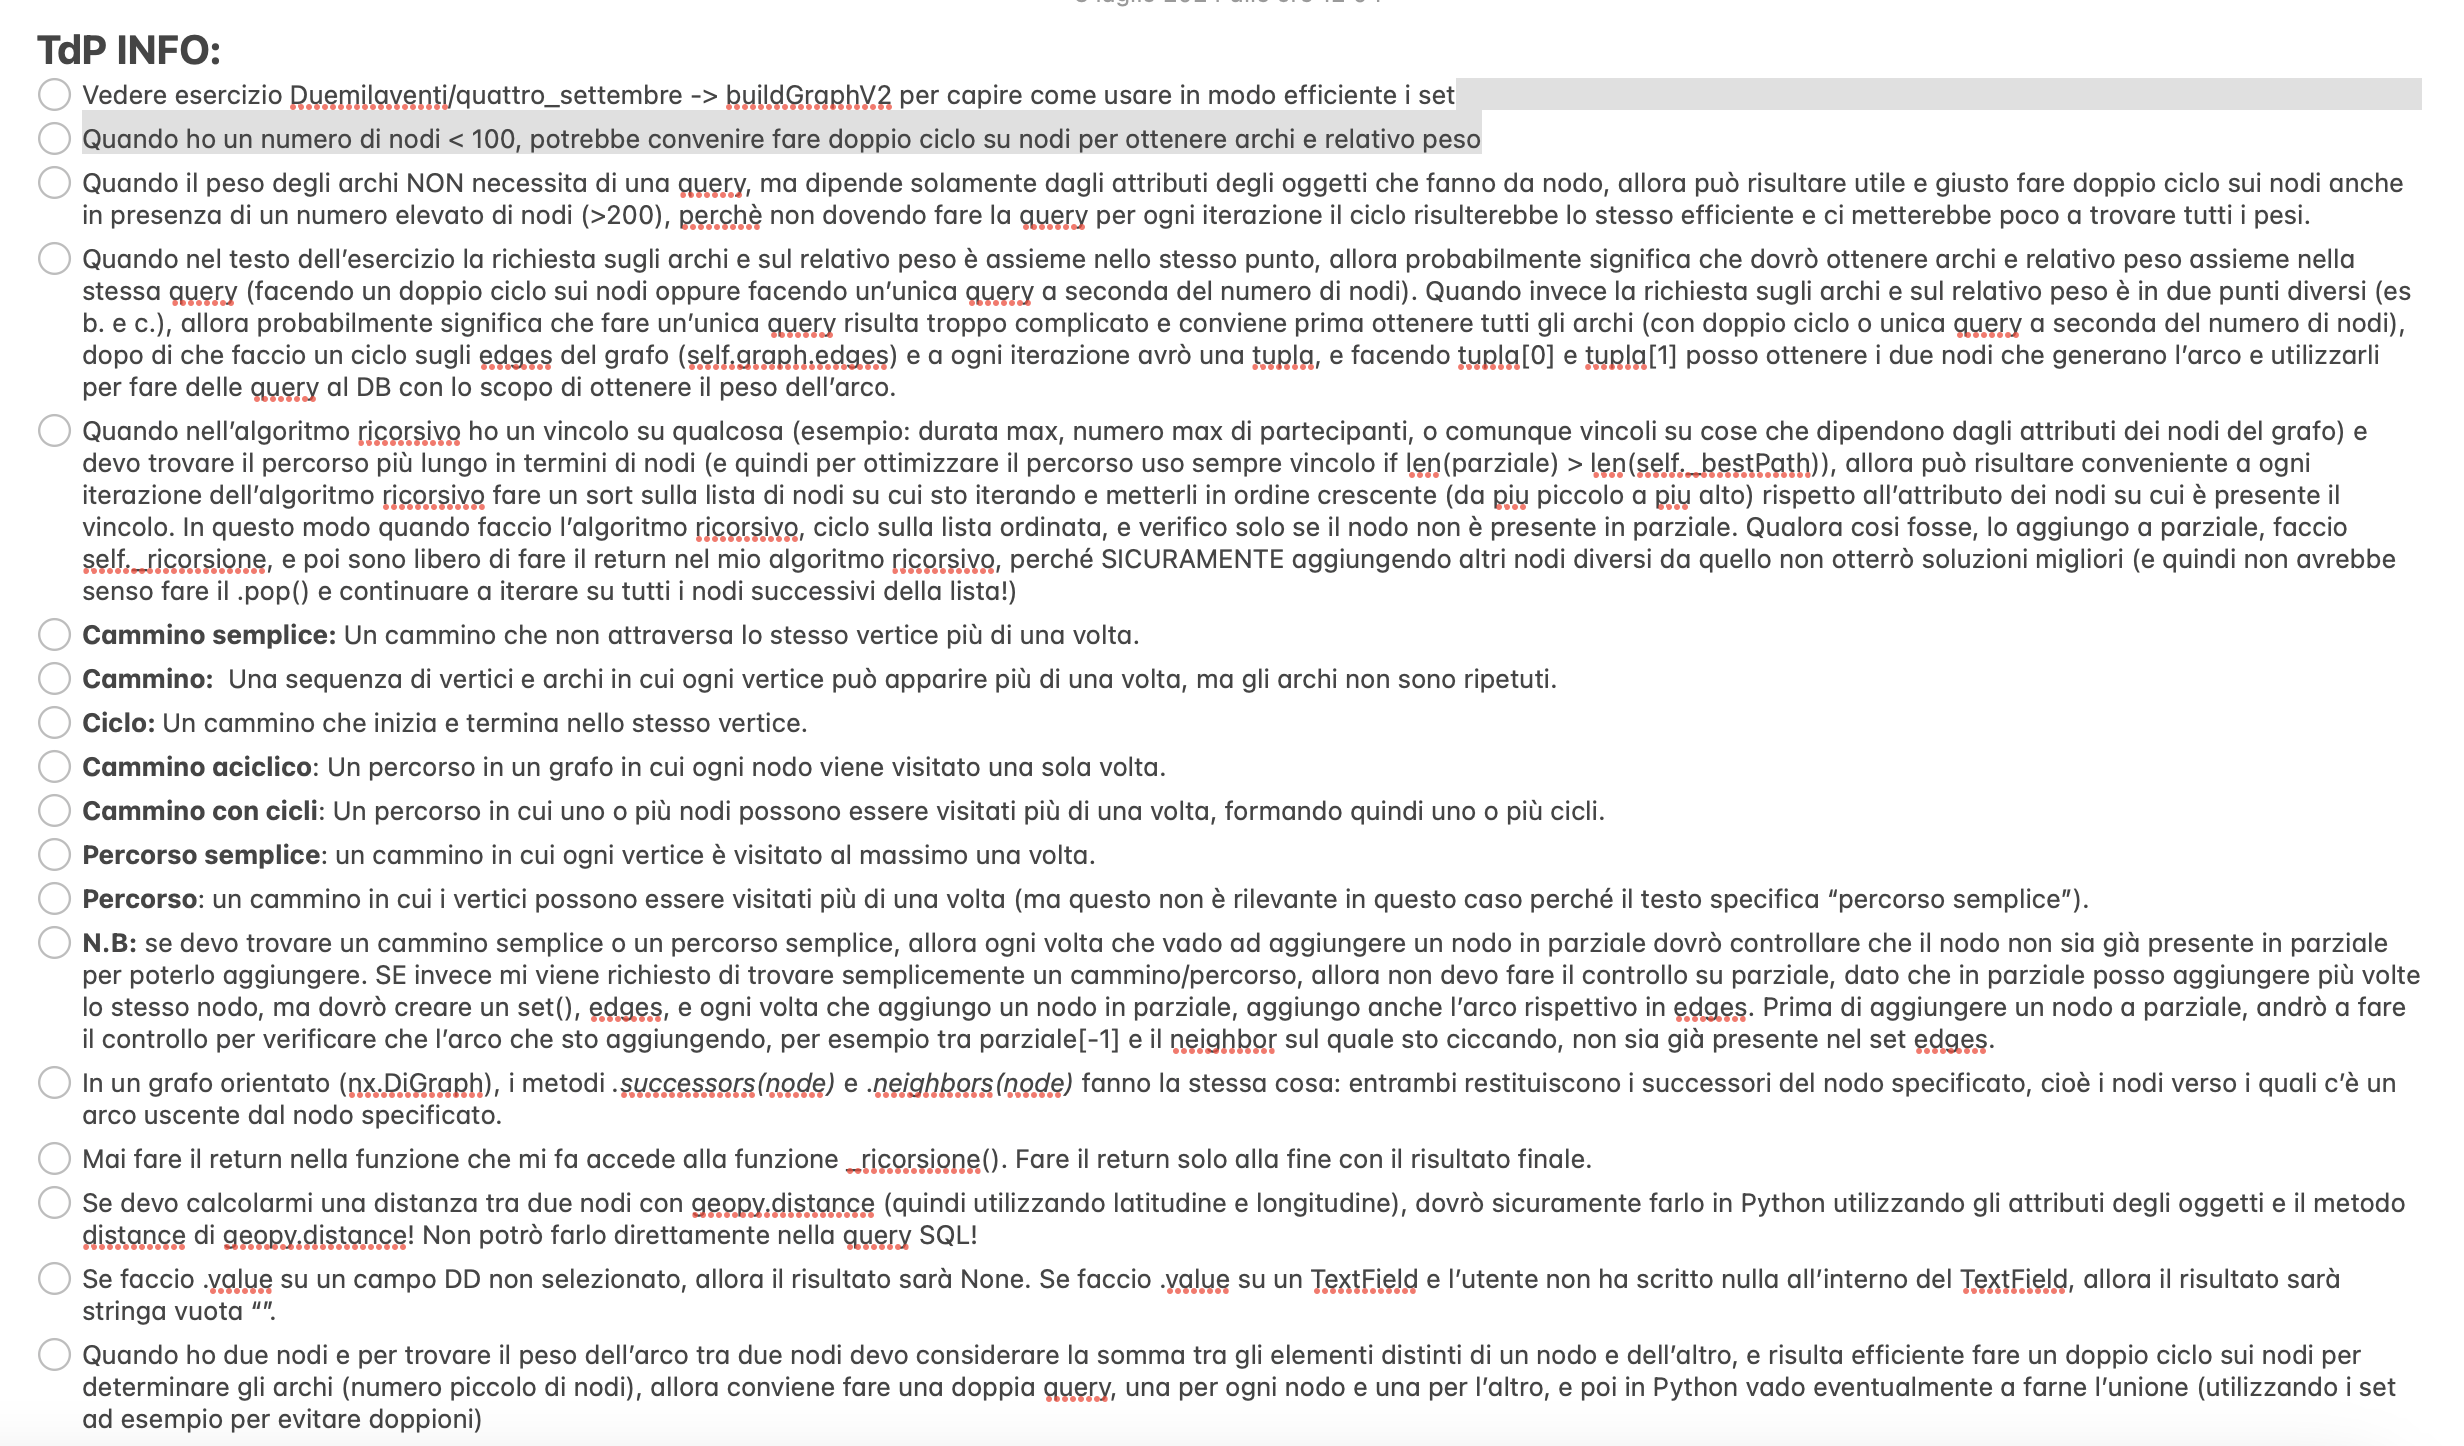 TdP INFO:
Vedere esercizio Duemilaventi/quattro_settembre -> buildGraphV2 per capire come usare in modo efficiente i set
Quando ho un numero di nodi < 100, potrebbe convenire fare doppio ciclo su nodi per ottenere archi e relativo peso
Quando il peso degli archi NON necessita di una query, ma dipende solamente dagli attributi degli oggetti che fanno da nodo, allora può risultare utile e giusto fare doppio ciclo sui nodi anche
in presenza di un numero elevato di nodi (>200), perchè non dovendo fare la query per ogni iterazione il ciclo risulterebbe lo stesso efficiente e ci metterebbe poco a trovare tutti i pesi.
Quando nel testo dell’esercizio la richiesta sugli archi e sul relativo peso è assieme nello stesso punto, allora probabilmente significa che dovrò ottenere archi e relativo peso assieme nella
stessa query (facendo un doppio ciclo sui nodi oppure facendo un’unica query a seconda del numero di nodi). Quando invece la richiesta sugli archi e sul relativo peso è in due punti diversi (es
b. e c.), allora probabilmente significa che fare un’unica query risulta troppo complicato e conviene prima ottenere tutti gli archi (con doppio ciclo o unica query a seconda del numero di nodi),
dopo di che faccio un ciclo sugli edges del grafo (self.graph.edges) e a ogni iterazione avrò una tupla, e facendo tupla[0] e tupla[1] posso ottenere i due nodi che generano l’arco e utilizzarli
per fare delle query al DB con lo scopo di ottenere il peso dell’arco.
Quando nell’algoritmo ricorsivo ho un vincolo su qualcosa (esempio: durata max, numero max di partecipanti, o comunque vincoli su cose che dipendono dagli attributi dei nodi del grafo) e
devo trovare il percorso più lungo in termini di nodi (e quindi per ottimizzare il percorso uso sempre vincolo if len(parziale) > len(self._bestPath)), allora può risultare conveniente a ogni
iterazione dell’algoritmo ricorsivo fare un sort sulla lista di nodi su cui sto iterando e metterli in ordine crescente (da piu piccolo a piu alto) rispetto all’attributo dei nodi su cui è presente il
vincolo. In questo modo quando faccio l’algoritmo ricorsivo, ciclo sulla lista ordinata, e verifico solo se il nodo non è presente in parziale. Qualora cosi fosse, lo aggiungo a parziale, faccio
self._ricorsione, e poi sono libero di fare il return nel mio algoritmo ricorsivo, perché SICURAMENTE aggiungendo altri nodi diversi da quello non otterrò soluzioni migliori (e quindi non avrebbe
senso fare il .pop() e continuare a iterare su tutti i nodi successivi della lista!)
Cammino semplice: Un cammino che non attraversa lo stesso vertice più di una volta.
Cammino: Una sequenza di vertici e archi in cui ogni vertice può apparire più di una volta, ma gli archi non sono ripetuti.
Ciclo: Un cammino che inizia e termina nello stesso vertice.
Cammino aciclico: Un percorso in un grafo in cui ogni nodo viene visitato una sola volta.
Cammino con cicli: Un percorso in cui uno o più nodi possono essere visitati più di una volta, formando quindi uno o più cicli.
Percorso semplice: un cammino in cui ogni vertice è visitato al massimo una volta.
Percorso: un cammino in cui i vertici possono essere visitati più di una volta (ma questo non è rilevante in questo caso perché il testo specifica “percorso semplice”).
N.B: se devo trovare un cammino semplice o un percorso semplice, allora ogni volta che vado ad aggiungere un nodo in parziale dovrò controllare che il nodo non sia già presente in parziale
per poterlo aggiungere. SE invece mi viene richiesto di trovare semplicemente un cammino/percorso, allora non devo fare il controllo su parziale, dato che in parziale posso aggiungere più volte
lo stesso nodo, ma dovrò creare un set(), edges, e ogni volta che aggiungo un nodo in parziale, aggiungo anche l’arco rispettivo in edges. Prima di aggiungere un nodo a parziale, andrò a fare
il controllo per verificare che l’arco che sto aggiungendo, per esempio tra parziale[-1] e il neighbor sul quale sto ciccando, non sia già presente nel set edges.
In un grafo orientato (nx.DiGraph), i metodi .successors(node) e .neighbors(node) fanno la stessa cosa: entrambi restituiscono i successori del nodo specificato, cioè i nodi verso i quali c’è un
arco uscente dal nodo specificato.
Mai fare il return nella funzione che mi fa accede alla funzione _ricorsione(). Fare il return solo alla fine con il risultato finale.
Se devo calcolarmi una distanza tra due nodi con geopy.distance (quindi utilizzando latitudine e longitudine), dovrò sicuramente farlo in Python utilizzando gli attributi degli oggetti e il metodo
distance di geopy.distance! Non potrò farlo direttamente nella query SQL!
Se faccio .value su un campo DD non selezionato, allora il risultato sarà None. Se faccio .value su un TextField e l’utente non ha scritto nulla all’interno del TextField, allora il risultato sarà
stringa vuota “”.
Quando ho due nodi e per trovare il peso dell’arco tra due nodi devo considerare la somma tra gli elementi distinti di un nodo e dell’altro, e risulta efficiente fare un doppio ciclo sui nodi per
determinare gli archi (numero piccolo di nodi), allora conviene fare una doppia query, una per ogni nodo e una per l’altro, e poi in Python vado eventualmente a farne l’unione (utilizzando i set
ad esempio per evitare doppioni)